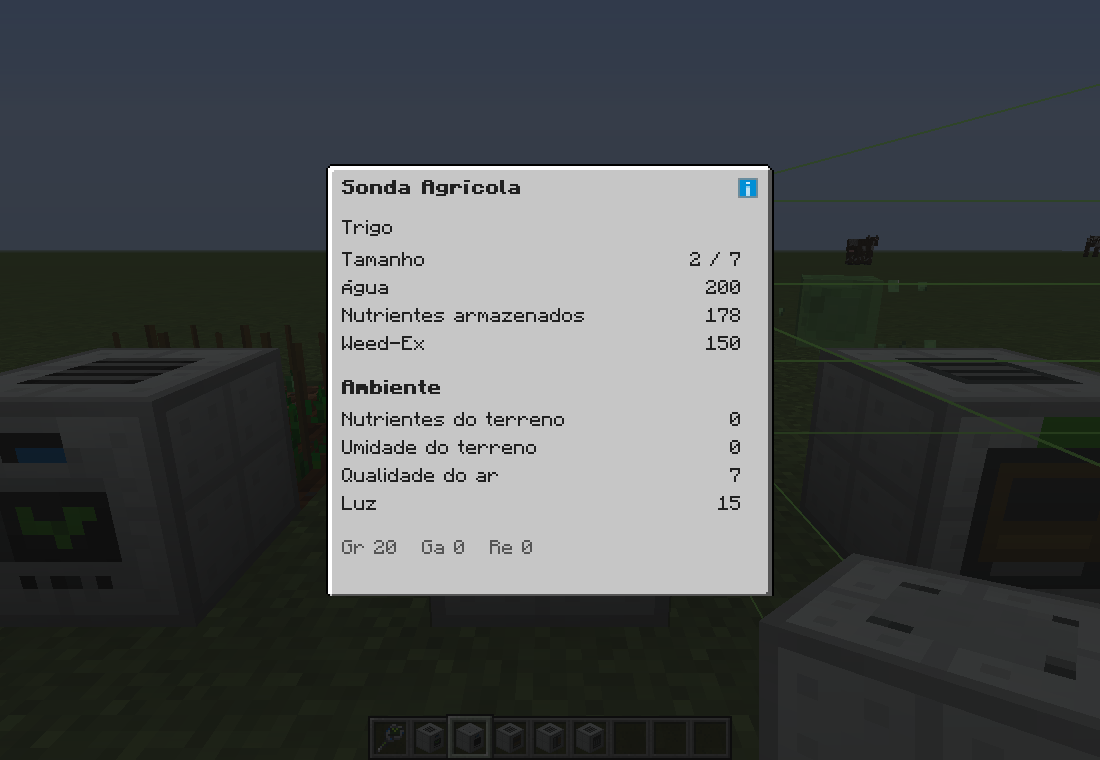 Sonda Agrícola
i
Trigo
Tamanho 2 / 7
Água 200
Nutrientes armazenados 178
Weed-Ex 150
Ambiente
Nutrientes do terreno 0
Umidade do terreno 0
Qualidade do ar 7
Luz 15
Gr 20 Ga 0 Re 0